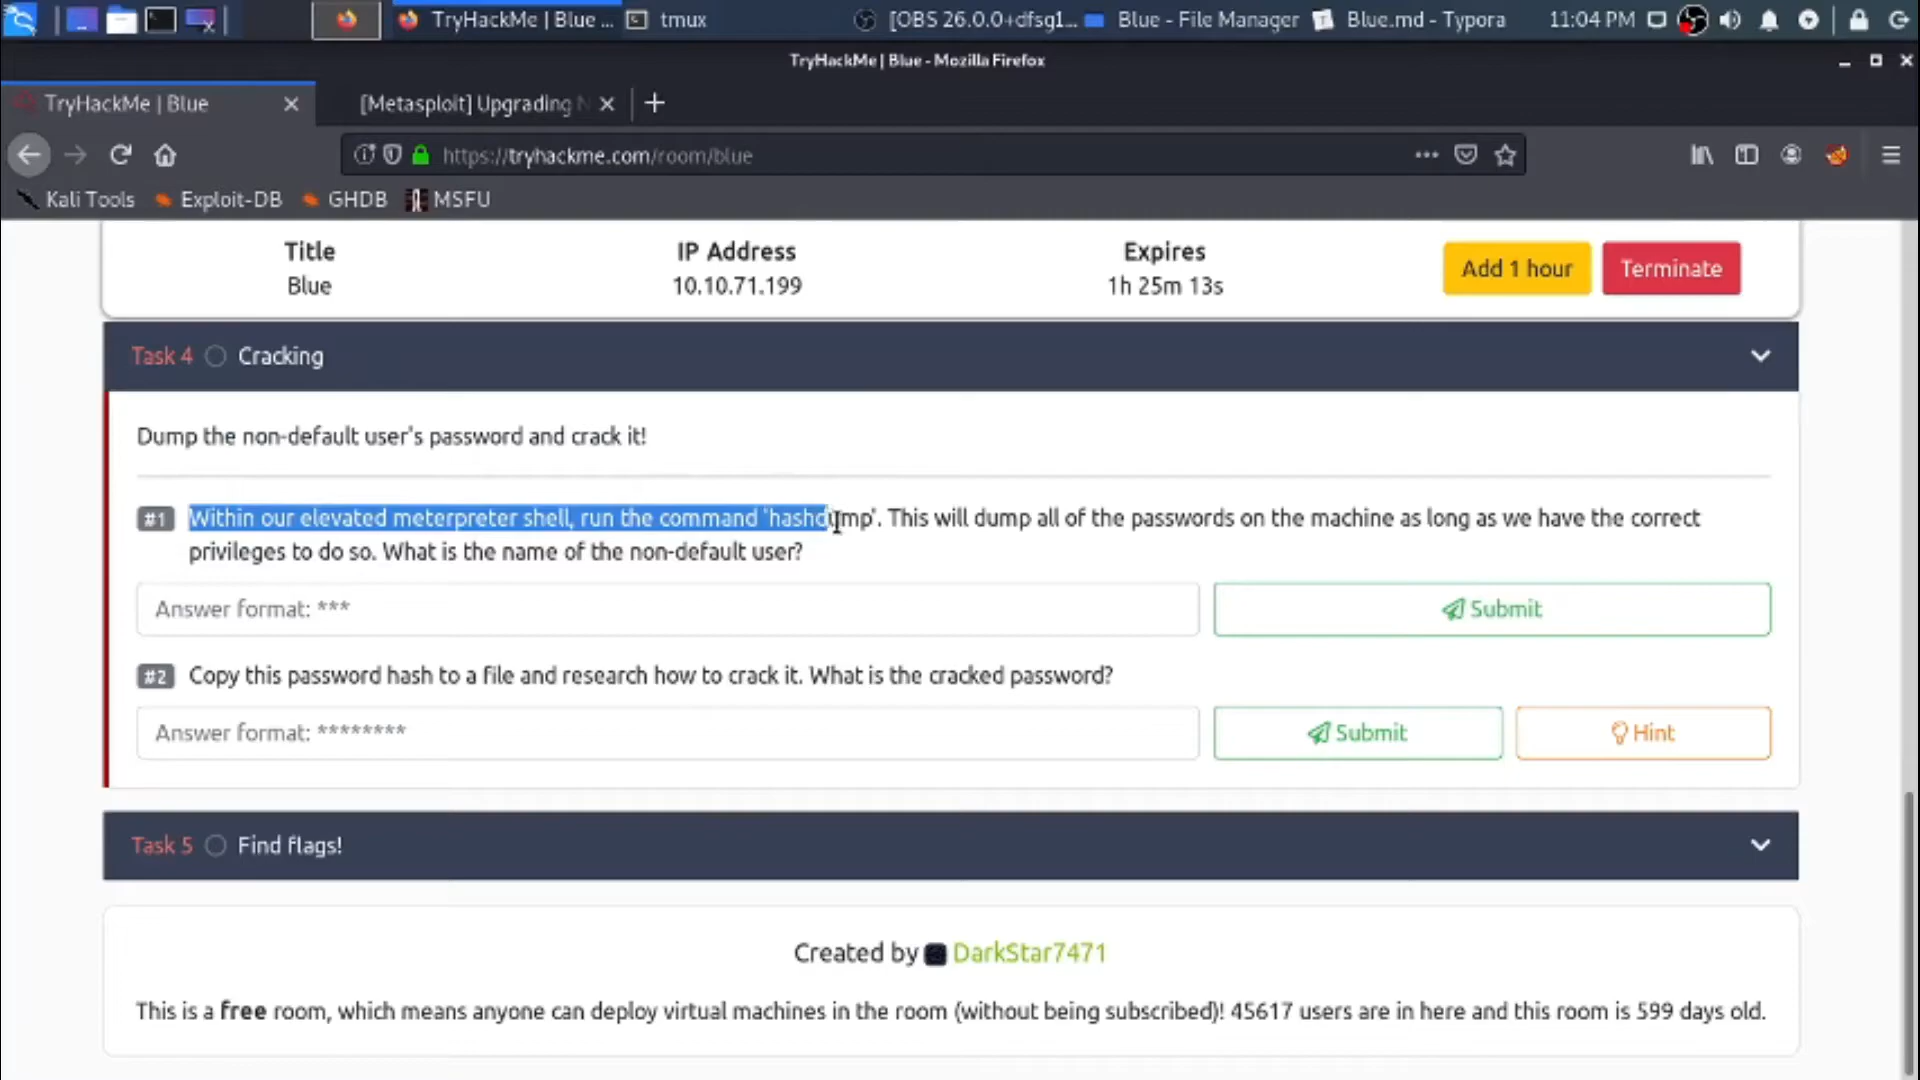 TryHackMe | Blue ... tmux [OBS 26.0.0+dfsg1... Blue - File Manager Blue.md - Typora 11:04 PM
TryHackMe | Blue - Mozilla Firefox
TryHackMe | Blue [Metasploit] Upgrading
https://tryhackme.com/room/blue
Kali Tools Exploit-DB GHDB MSFU
Title IP Address Expires
Add 1 hour Terminate
Blue 10.10.71.199 1h 25m 13s
Task 4 Cracking
Dump the non-default user's password and crack it!
#1 Within our elevated meterpreter shell, run the command 'hashdump'. This will dump all of the passwords on the machine as long as we have the correct
privileges to do so. What is the name of the non-default user?
Answer format: *** Submit
#2 Copy this password hash to a file and research how to crack it. What is the cracked password?
Answer format: ******** Submit Hint
Task 5 Find flags!
Created by DarkStar7471
This is a free room, which means anyone can deploy virtual machines in the room (without being subscribed)! 45617 users are in here and this room is 599 days old.